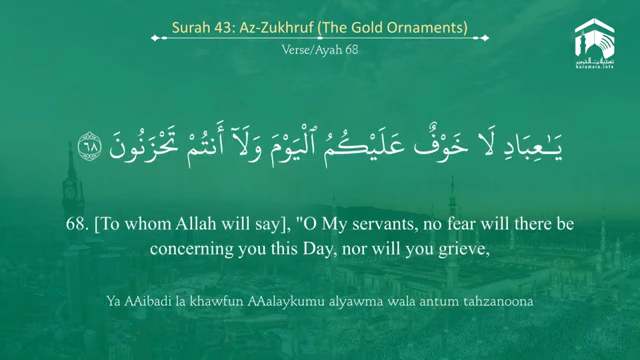 Surah 43: Az-Zukhruf (The Gold Ornaments)
Verse/Ayah 68
haramain.info
يَـٰعِبَادِ لَا خَوْفٌ عَلَيْكُمُ ٱلْيَوْمَ وَلَآ أَنتُمْ تَحْزَنُونَ ٦٨
68. [To whom Allah will say], "O My servants, no fear will there be
concerning you this Day, nor will you grieve,
Ya AAibadi la khawfun AAalaykumu alyawma wala antum tahzanoona